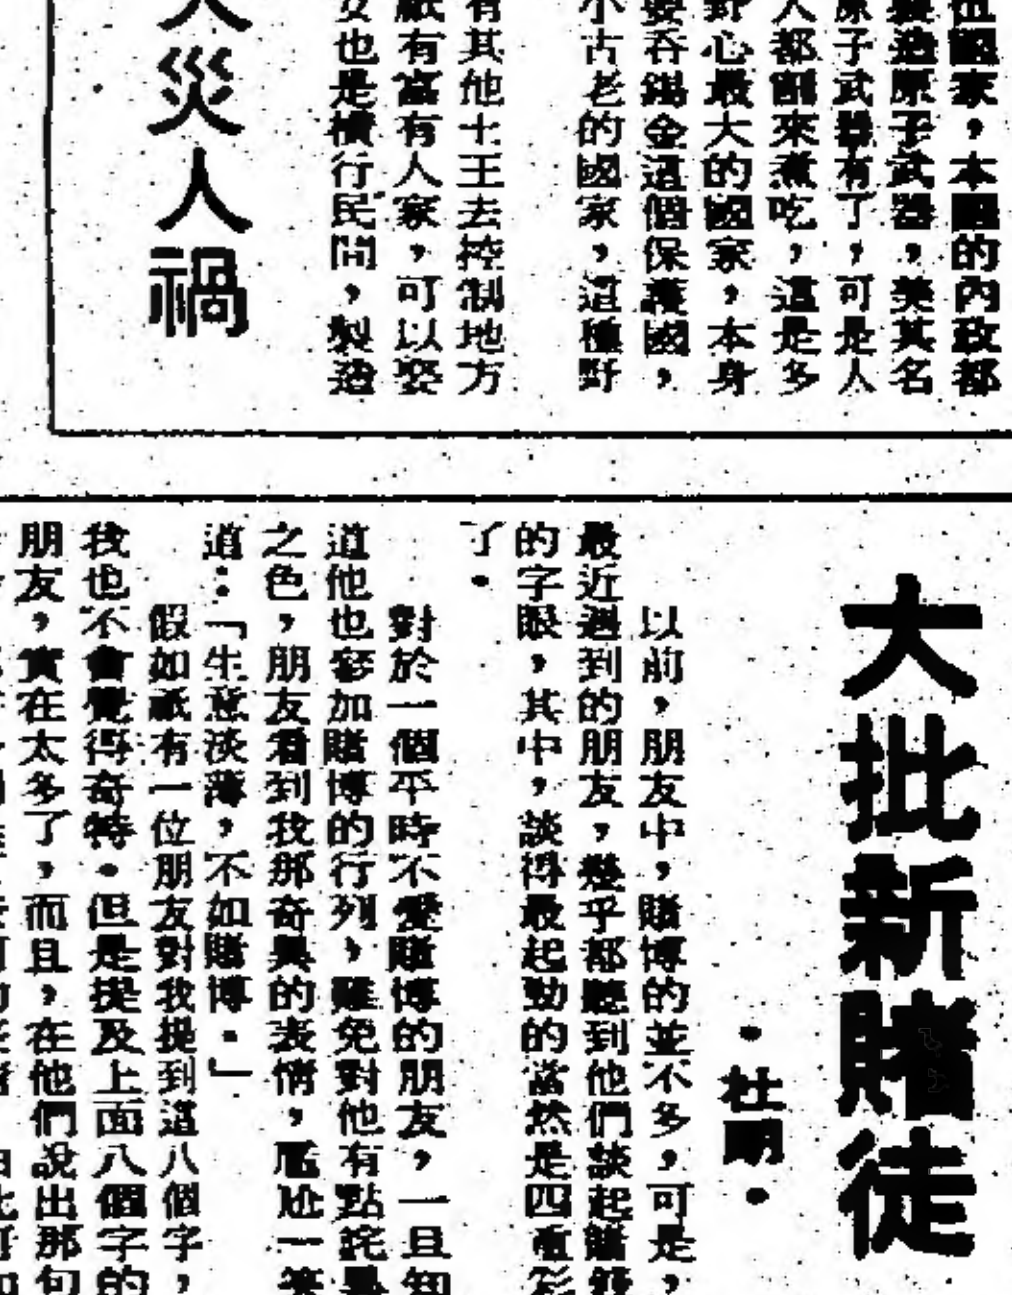 也國家，本國的內政都
製造原子武器，美其名
原子武器有了，可是人
人都割來煮吃，這是多
野心最大的國家，本身
要吞錫金這個保護國，
小古老的國家，這種野
有其他土王去控制地方
祇有富有人家，可以娶
女也是橫行民間，製造
災人禍
大批新賭徒
•杜明•
以前，朋友中，賭博的並不多，可是，
最近遇到的朋友，幾乎都聽到他們談起賭
的字眼，其中，談得最起勁的當然是四重彩
了。
對於一個平時不愛賭博的朋友，一旦知
道他也參加賭博的行列，難免對他有點詫異
之色，朋友看到我那奇異的表情，尷尬一笑
道：「生意淡薄，不如賭博。」
假如祇有一位朋友對我提到這八個字，
我也不會覺得奇特。但是提及上面八個字的
朋友，實在太多了，而且，在他們說出那句